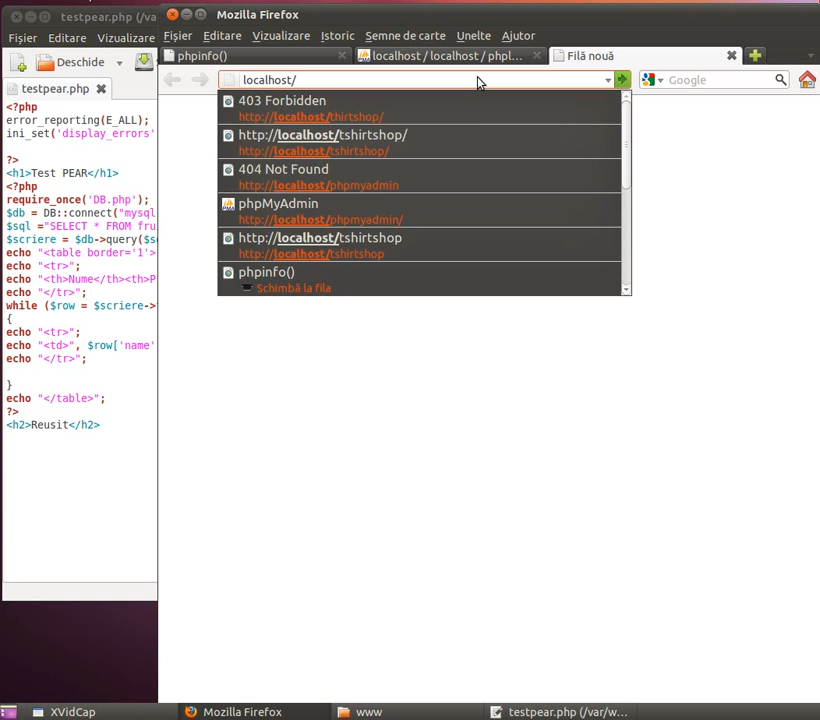 testpear.php (/va
Fișier Editare Vizualizare
Deschide
testpear.php
<?php
error_reporting(E_ALL);
ini_set('display_errors'
?>
<h1>Test PEAR</h1>
<?php
require_once('DB.php');
$db = DB::connect("mysql
$sql ="SELECT * FROM fru
$scriere = $db->query($s
echo "<table border='1'>
echo "<tr>";
echo "<th>Nume</th><th>P
echo "</tr>";
while ($row = $scriere->
{
echo "<tr>";
echo "<td>", $row['name'
echo "</tr>";
}
echo "</table>";
?>
<h2>Reusit</h2>
Mozilla Firefox
Fișier Editare Vizualizare Istoric Semne de carte Unelte Ajutor
phpinfo()
localhost / localhost / phpl...
Filă nouă
localhost/
Google
403 Forbidden
http://localhost/thirtshop/
http://localhost/tshirtshop/
http://localhost/tshirtshop/
404 Not Found
http://localhost/phpmyadmin
phpMyAdmin
http://localhost/phpmyadmin/
http://localhost/tshirtshop
http://localhost/tshirtshop
phpinfo()
Schimbă la fila
XVidCap
Mozilla Firefox
www
testpear.php (/var/w...